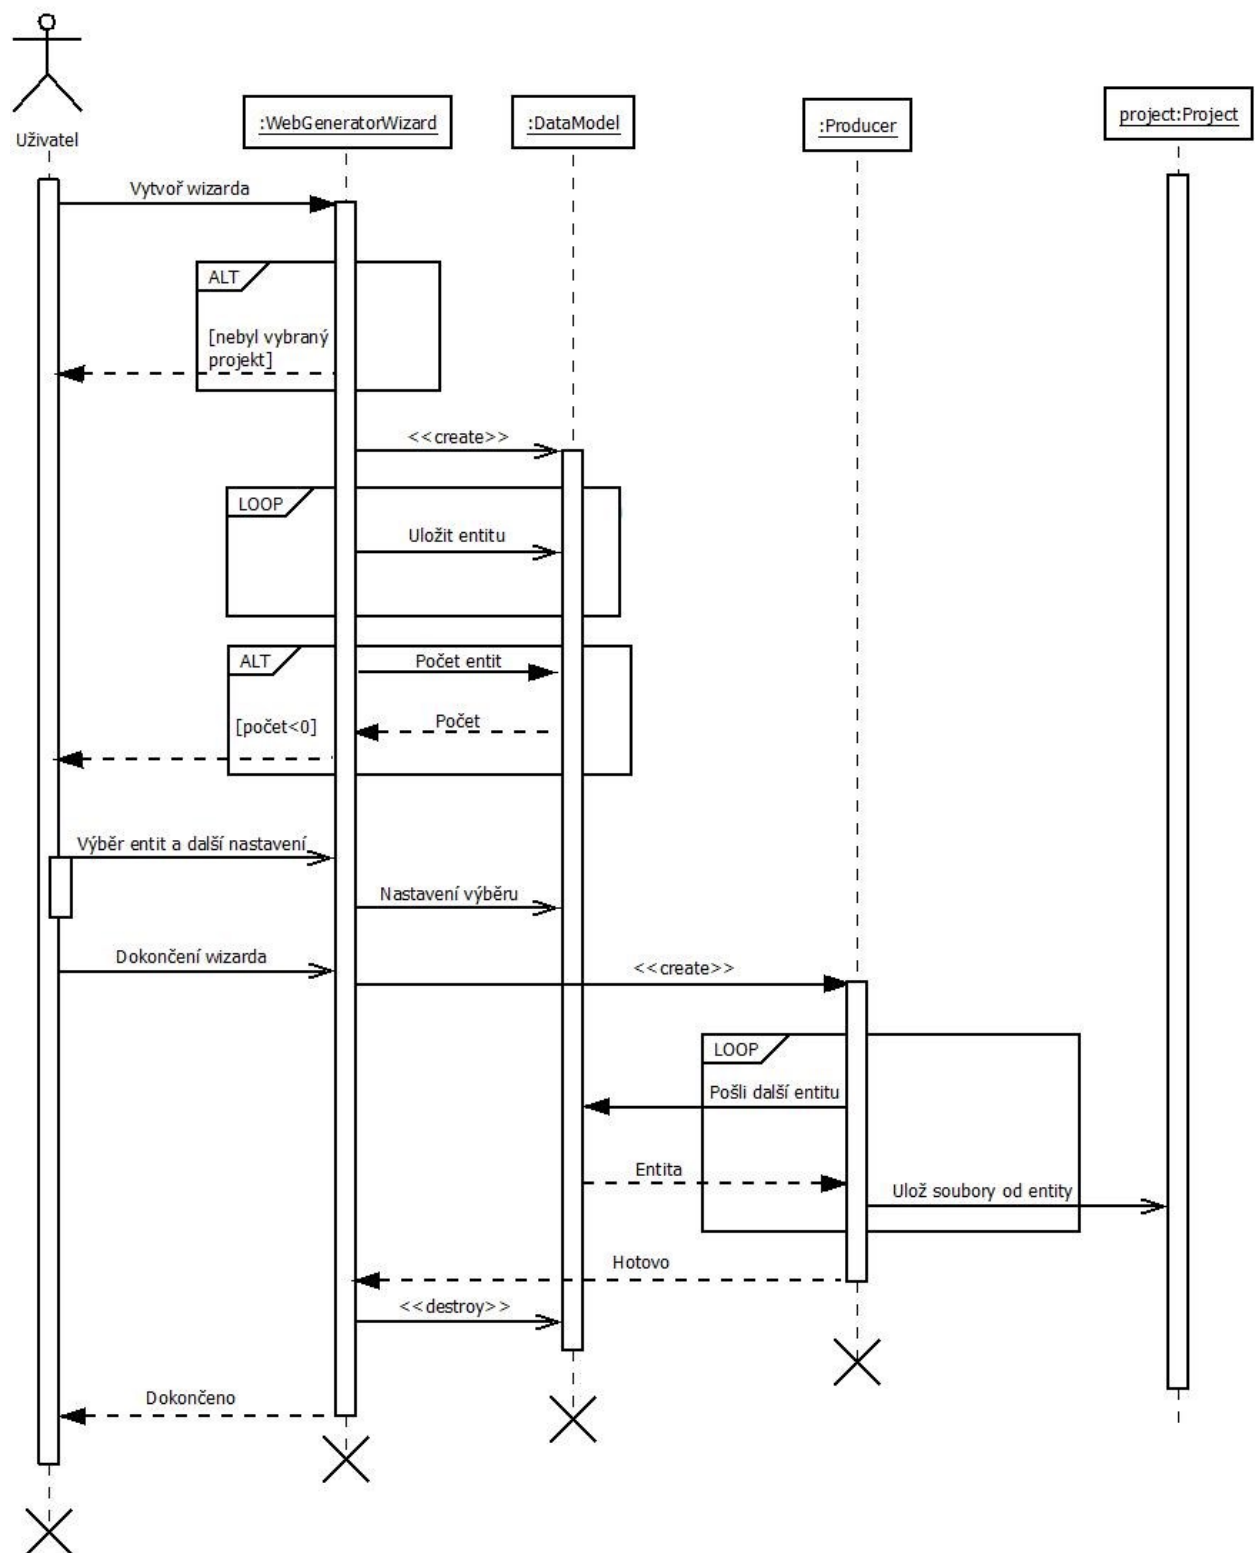 Uživatel
:WebGeneratorWizard
:DataModel
:Producer
project:Project
Vytvoř wizarda
ALT
[nebyl vybraný
projekt]
<<create>>
LOOP
Uložit entitu
ALT
Počet entit
[počet<0]
Počet
Výběr entit a další nastavení
Nastavení výběru
Dokončení wizarda
<<create>>
LOOP
Pošli další entitu
Entita
Ulož soubory od entity
Hotovo
<<destroy>>
Dokončeno